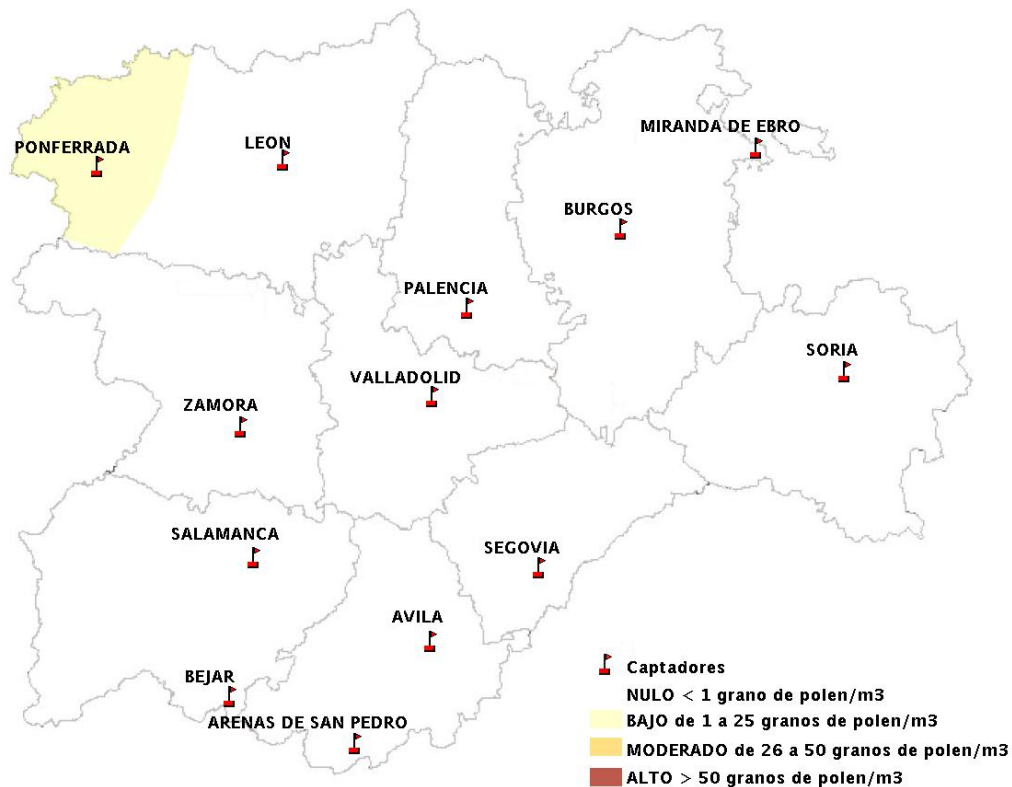 MIRANDA DE EBRO
PONFERRADA
LEON
BURGOS
PALENCIA
SORIA
VALLADOLID
ZAMORA
SALAMANCA
SEGOVIA
AVILA
BEJAR
ARENAS DE SAN PEDRO
Captadores
NULO < 1 grano de polen/m3
BAJO de 1 a 25 granos de polen/m3
MODERADO de 26 a 50 granos de polen/m3
ALTO > 50 granos de polen/m3